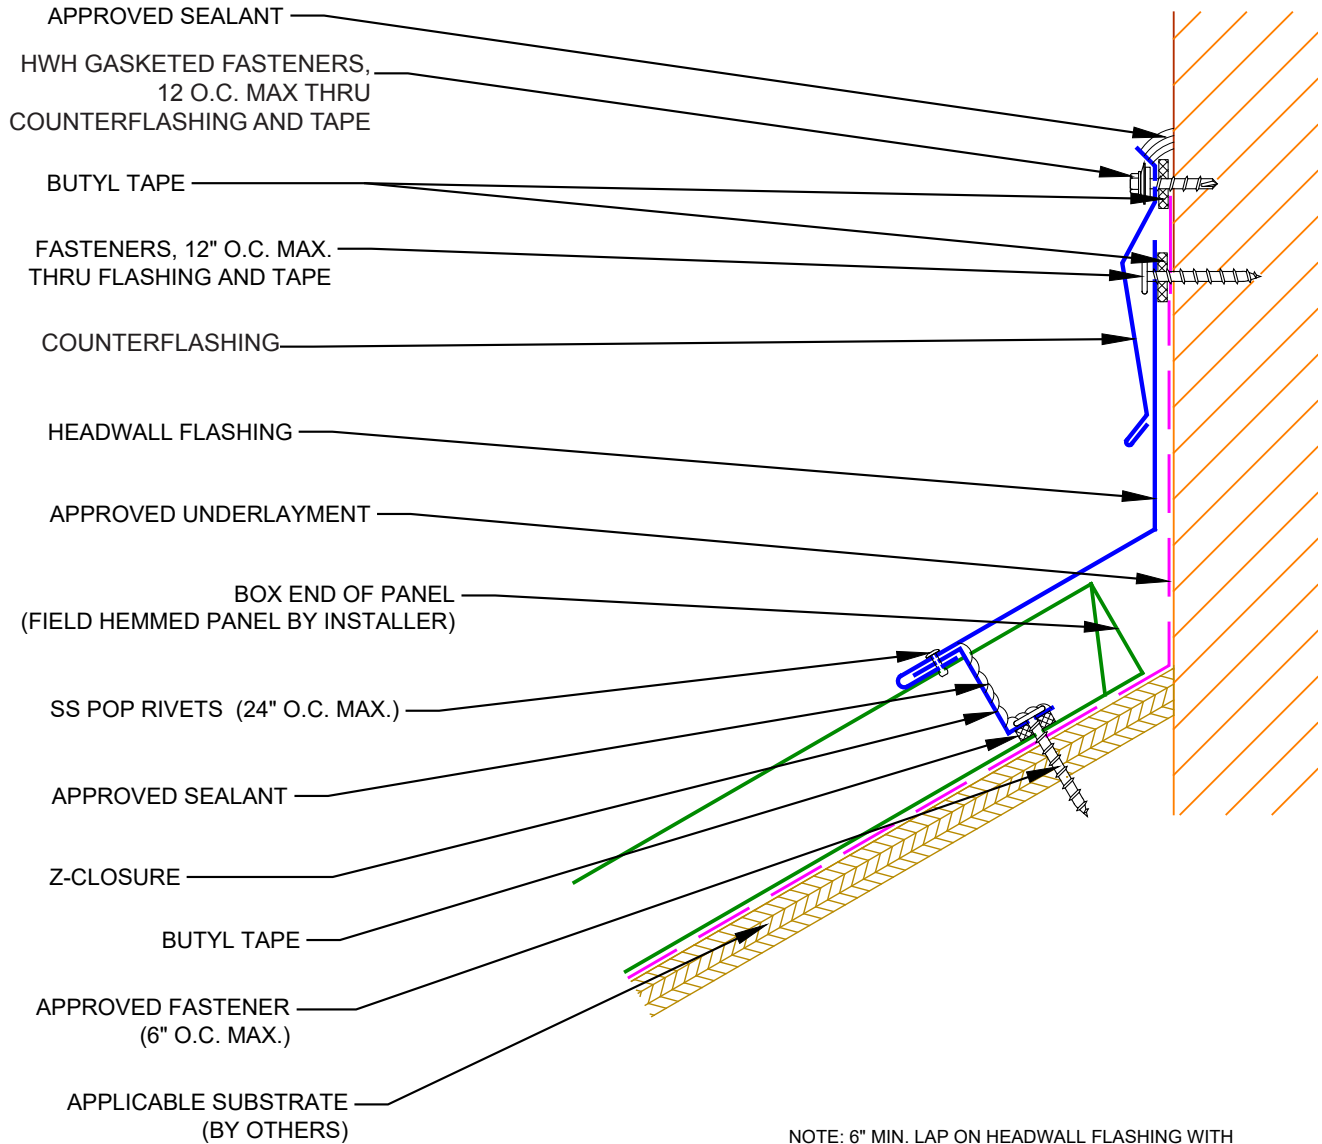 APPROVED SEALANT
HWH GASKETED FASTENERS,
12 O.C. MAX THRU
COUNTERFLASHING AND TAPE
BUTYL TAPE
FASTENERS, 12" O.C. MAX.
THRU FLASHING AND TAPE
COUNTERFLASHING
HEADWALL FLASHING
APPROVED UNDERLAYMENT
BOX END OF PANEL
(FIELD HEMMED PANEL BY INSTALLER)
SS POP RIVETS (24" O.C. MAX.)
APPROVED SEALANT
Z-CLOSURE
BUTYL TAPE
APPROVED FASTENER
(6" O.C. MAX.)
APPLICABLE SUBSTRATE
(BY OTHERS)
NOTE: 6" MIN. LAP ON HEADWALL FLASHING WITH